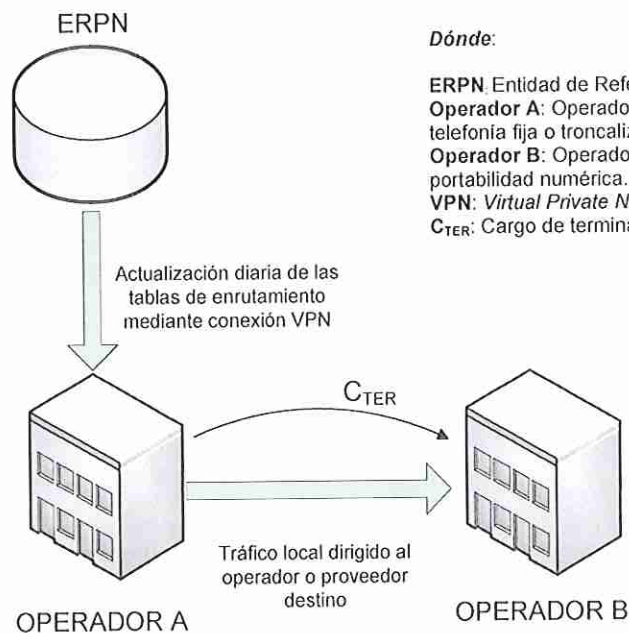 ERPN
Dónde:
ERPN: Entidad de Refe
Operador A: Operado
telefonía fija o troncaliz
Operador B: Operado
portabilidad numérica.
VPN: Virtual Private N
CTER: Cargo de termina
Actualización diaria de las
tablas de enrutamiento
mediante conexión VPN
CTER
Tráfico local dirigido al
operador o proveedor
destino
OPERADOR A
OPERADOR B